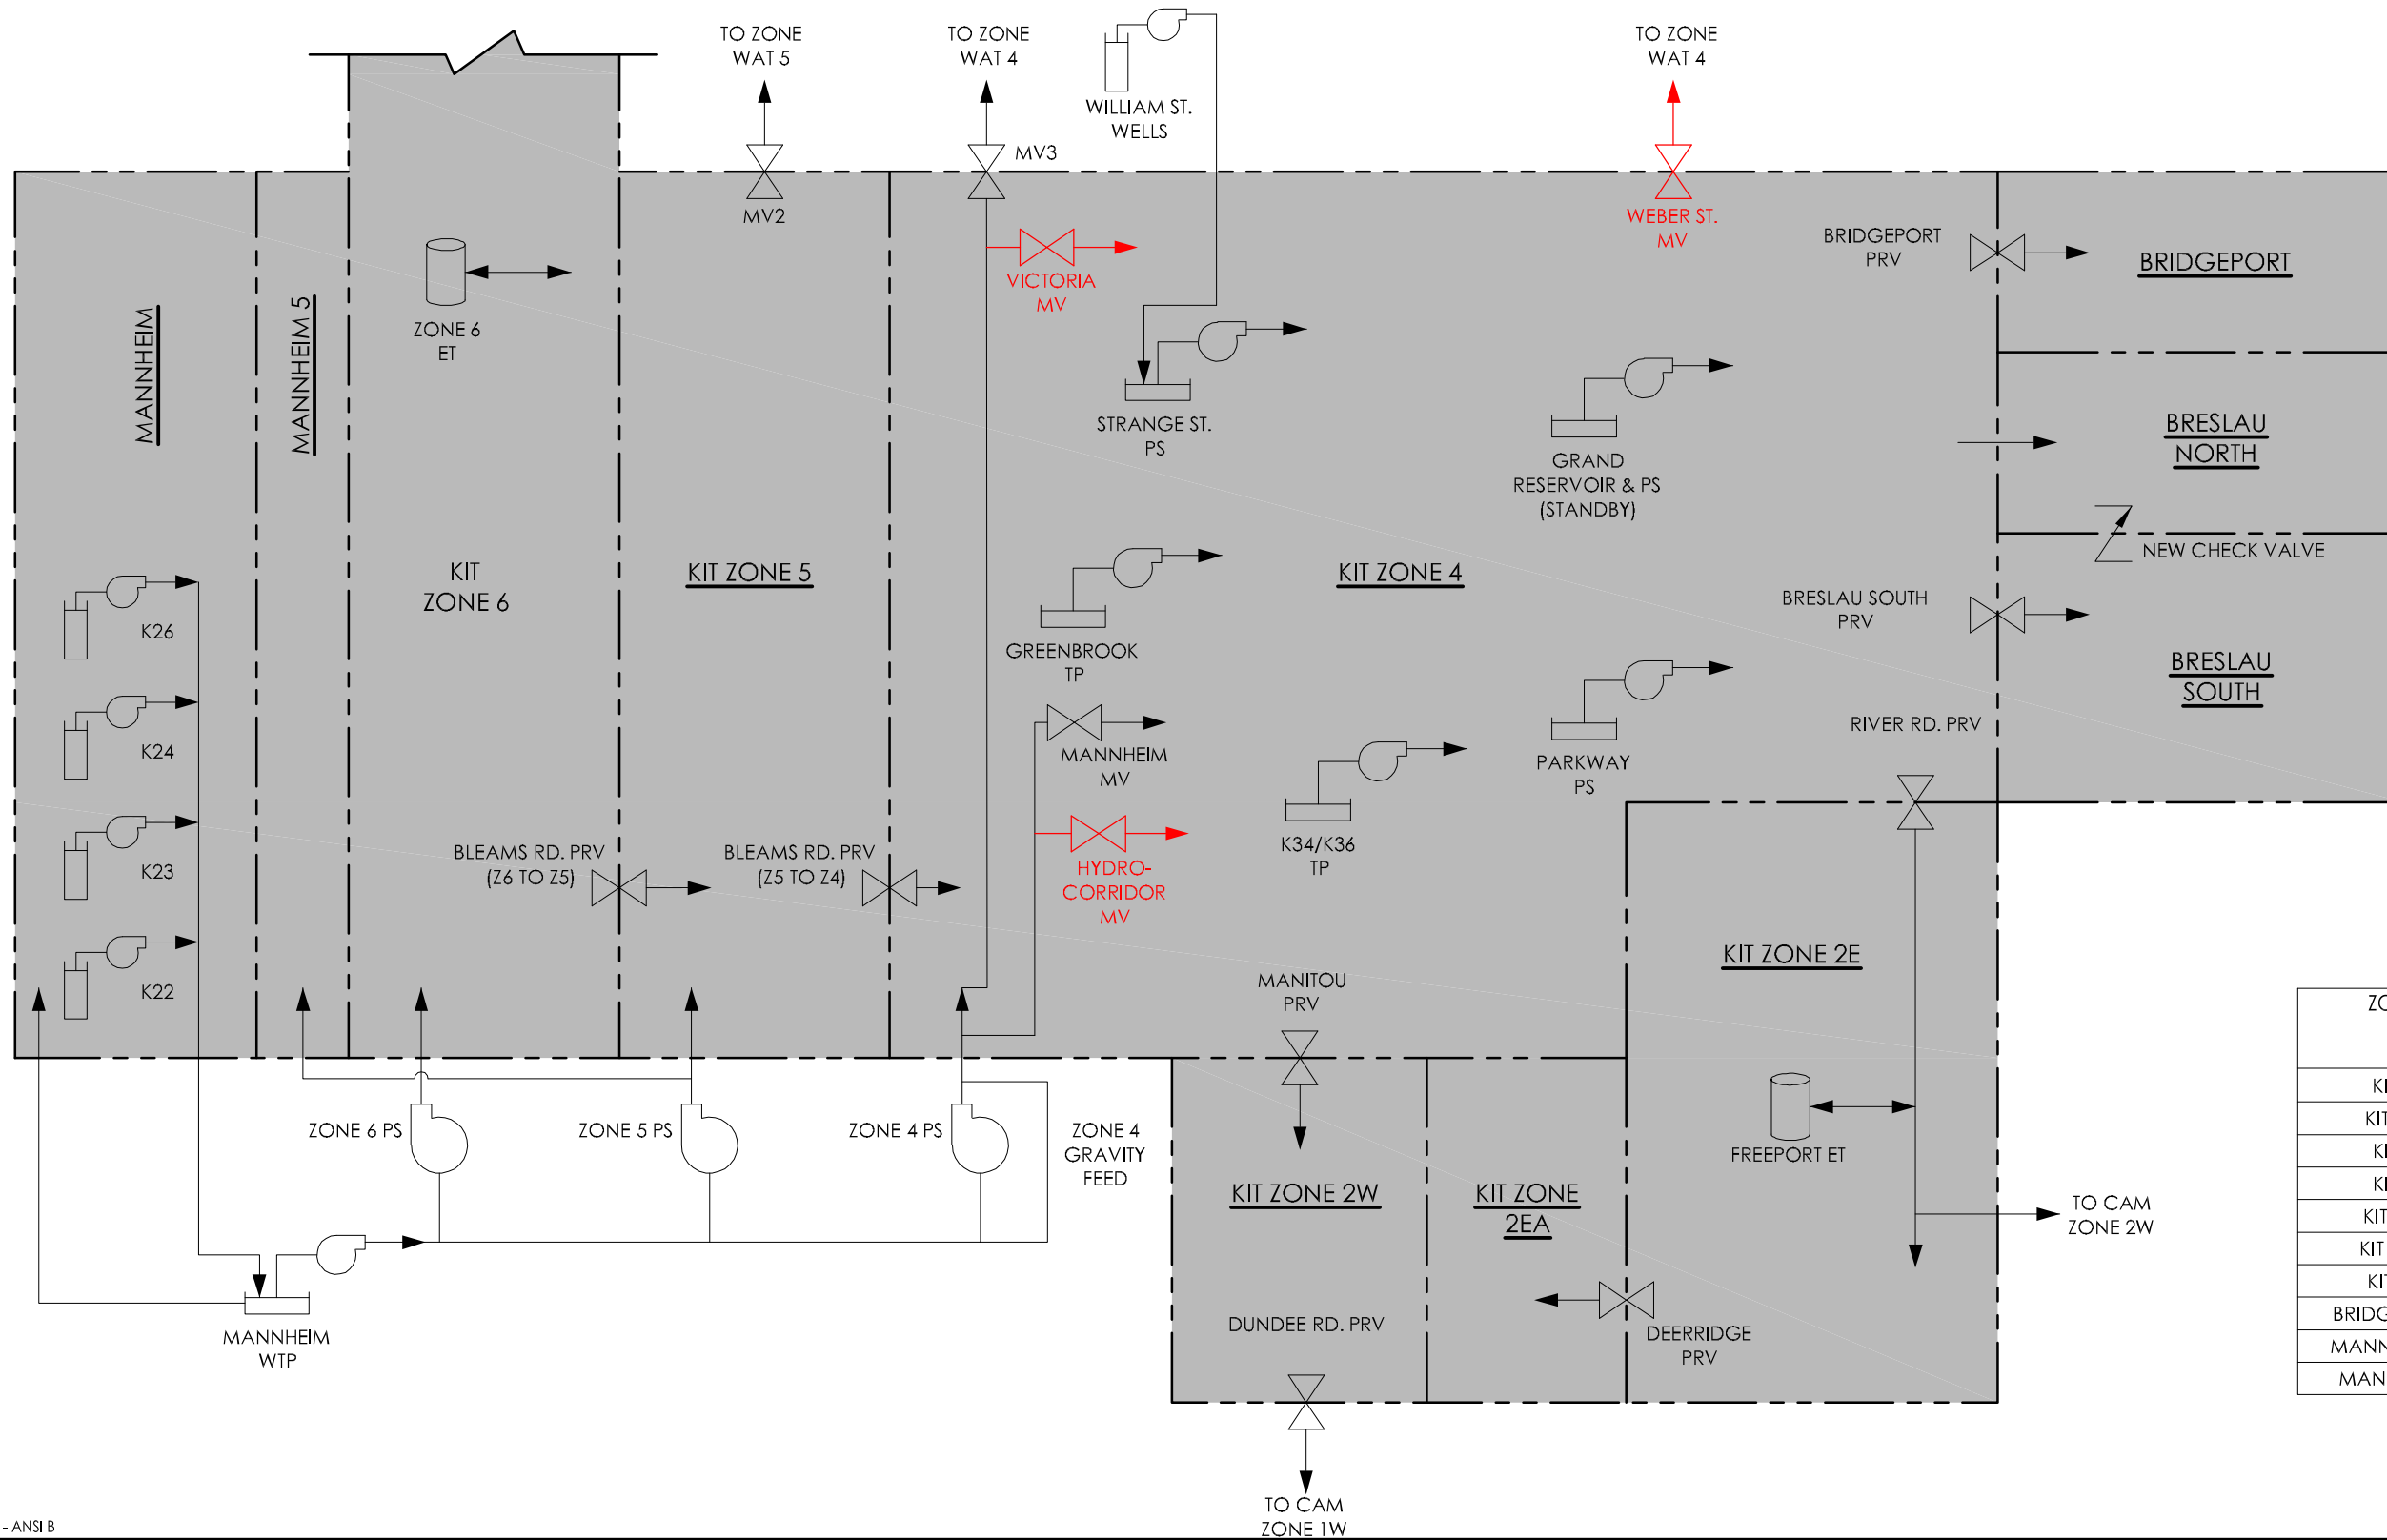 TO ZONE
WAT 5
TO ZONE
WAT 4
WILLIAM ST.
WELLS
TO ZONE
WAT 4
MV3
MV2
WEBER ST.
MV
VICTORIA
MV
BRIDGEPORT
PRV
BRIDGEPORT
MANNHEIM
MANNHEIM 5
ZONE 6
ET
STRANGE ST.
PS
GRAND
RESERVOIR & PS
(STANDBY)
BRESLAU
NORTH
NEW CHECK VALVE
KIT
ZONE 6
KIT ZONE 5
KIT ZONE 4
BRESLAU SOUTH
PRV
BRESLAU
SOUTH
K26
K24
K23
K22
GREENBROOK
TP
MANNHEIM
MV
HYDRO-
CORRIDOR
MV
K34/K36
TP
PARKWAY
PS
RIVER RD. PRV
BLEAMS RD. PRV
(Z6 TO Z5)
BLEAMS RD. PRV
(Z5 TO Z4)
KIT ZONE 2E
MANITOU
PRV
ZONE 6 PS
ZONE 5 PS
ZONE 4 PS
ZONE 4
GRAVITY
FEED
FREEPORT ET
KIT ZONE 2W
KIT ZONE
2EA
TO CAM
ZONE 2W
MANNHEIM
WTP
DUNDEE RD. PRV
DEERRIDGE
PRV
TO CAM
ZONE 1W
KIT
KIT
KIT
BRIDG
MANN
MAN
- ANSI B